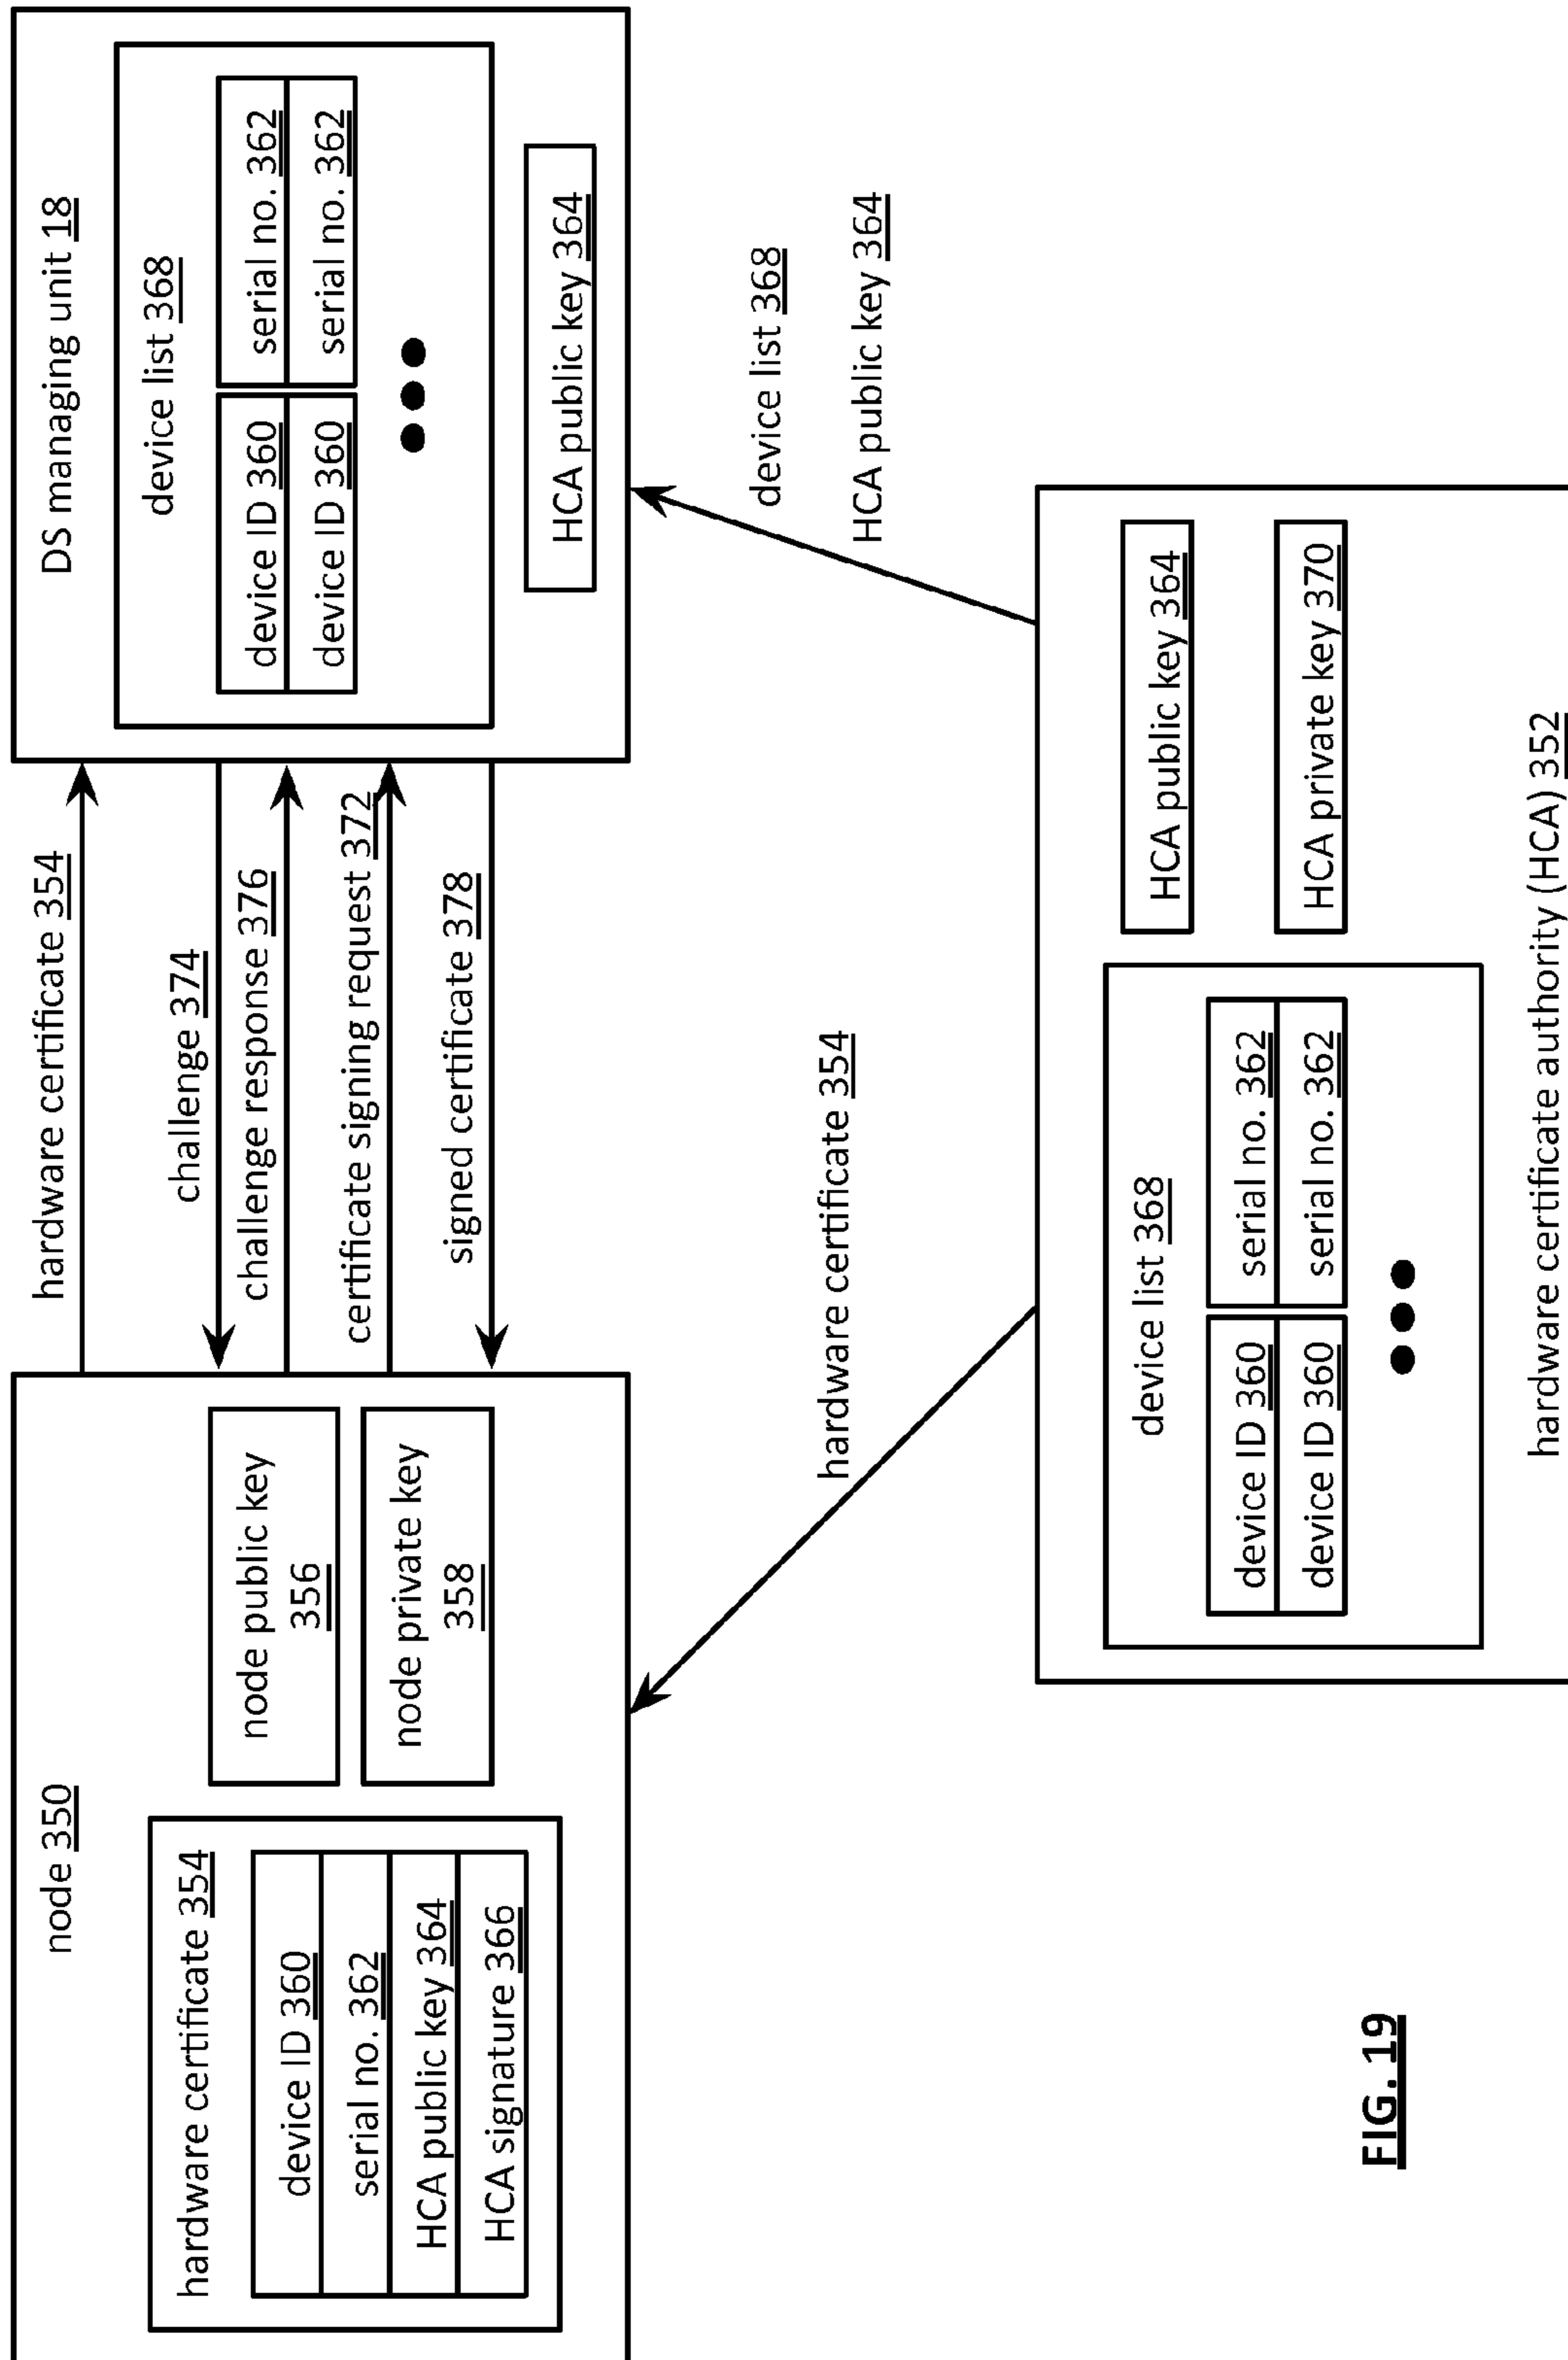 node 350
hardware certificate 354
device ID 360
serial no. 362
HCA public key 364
HCA signature 366
node public key
356
node private key
358
hardware certificate 354
challenge 374
challenge response 376
certificate signing request 372
signed certificate 378
DS managing unit 18
device list 368
device ID 360
serial no. 362
device ID 360
serial no. 362
HCA public key 364
hardware certificate 354
device list 368
HCA public key 364
device list 368
device ID 360
serial no. 362
device ID 360
serial no. 362
HCA public key 364
HCA private key 370
hardware certificate authority (HCA) 352
FIG. 19